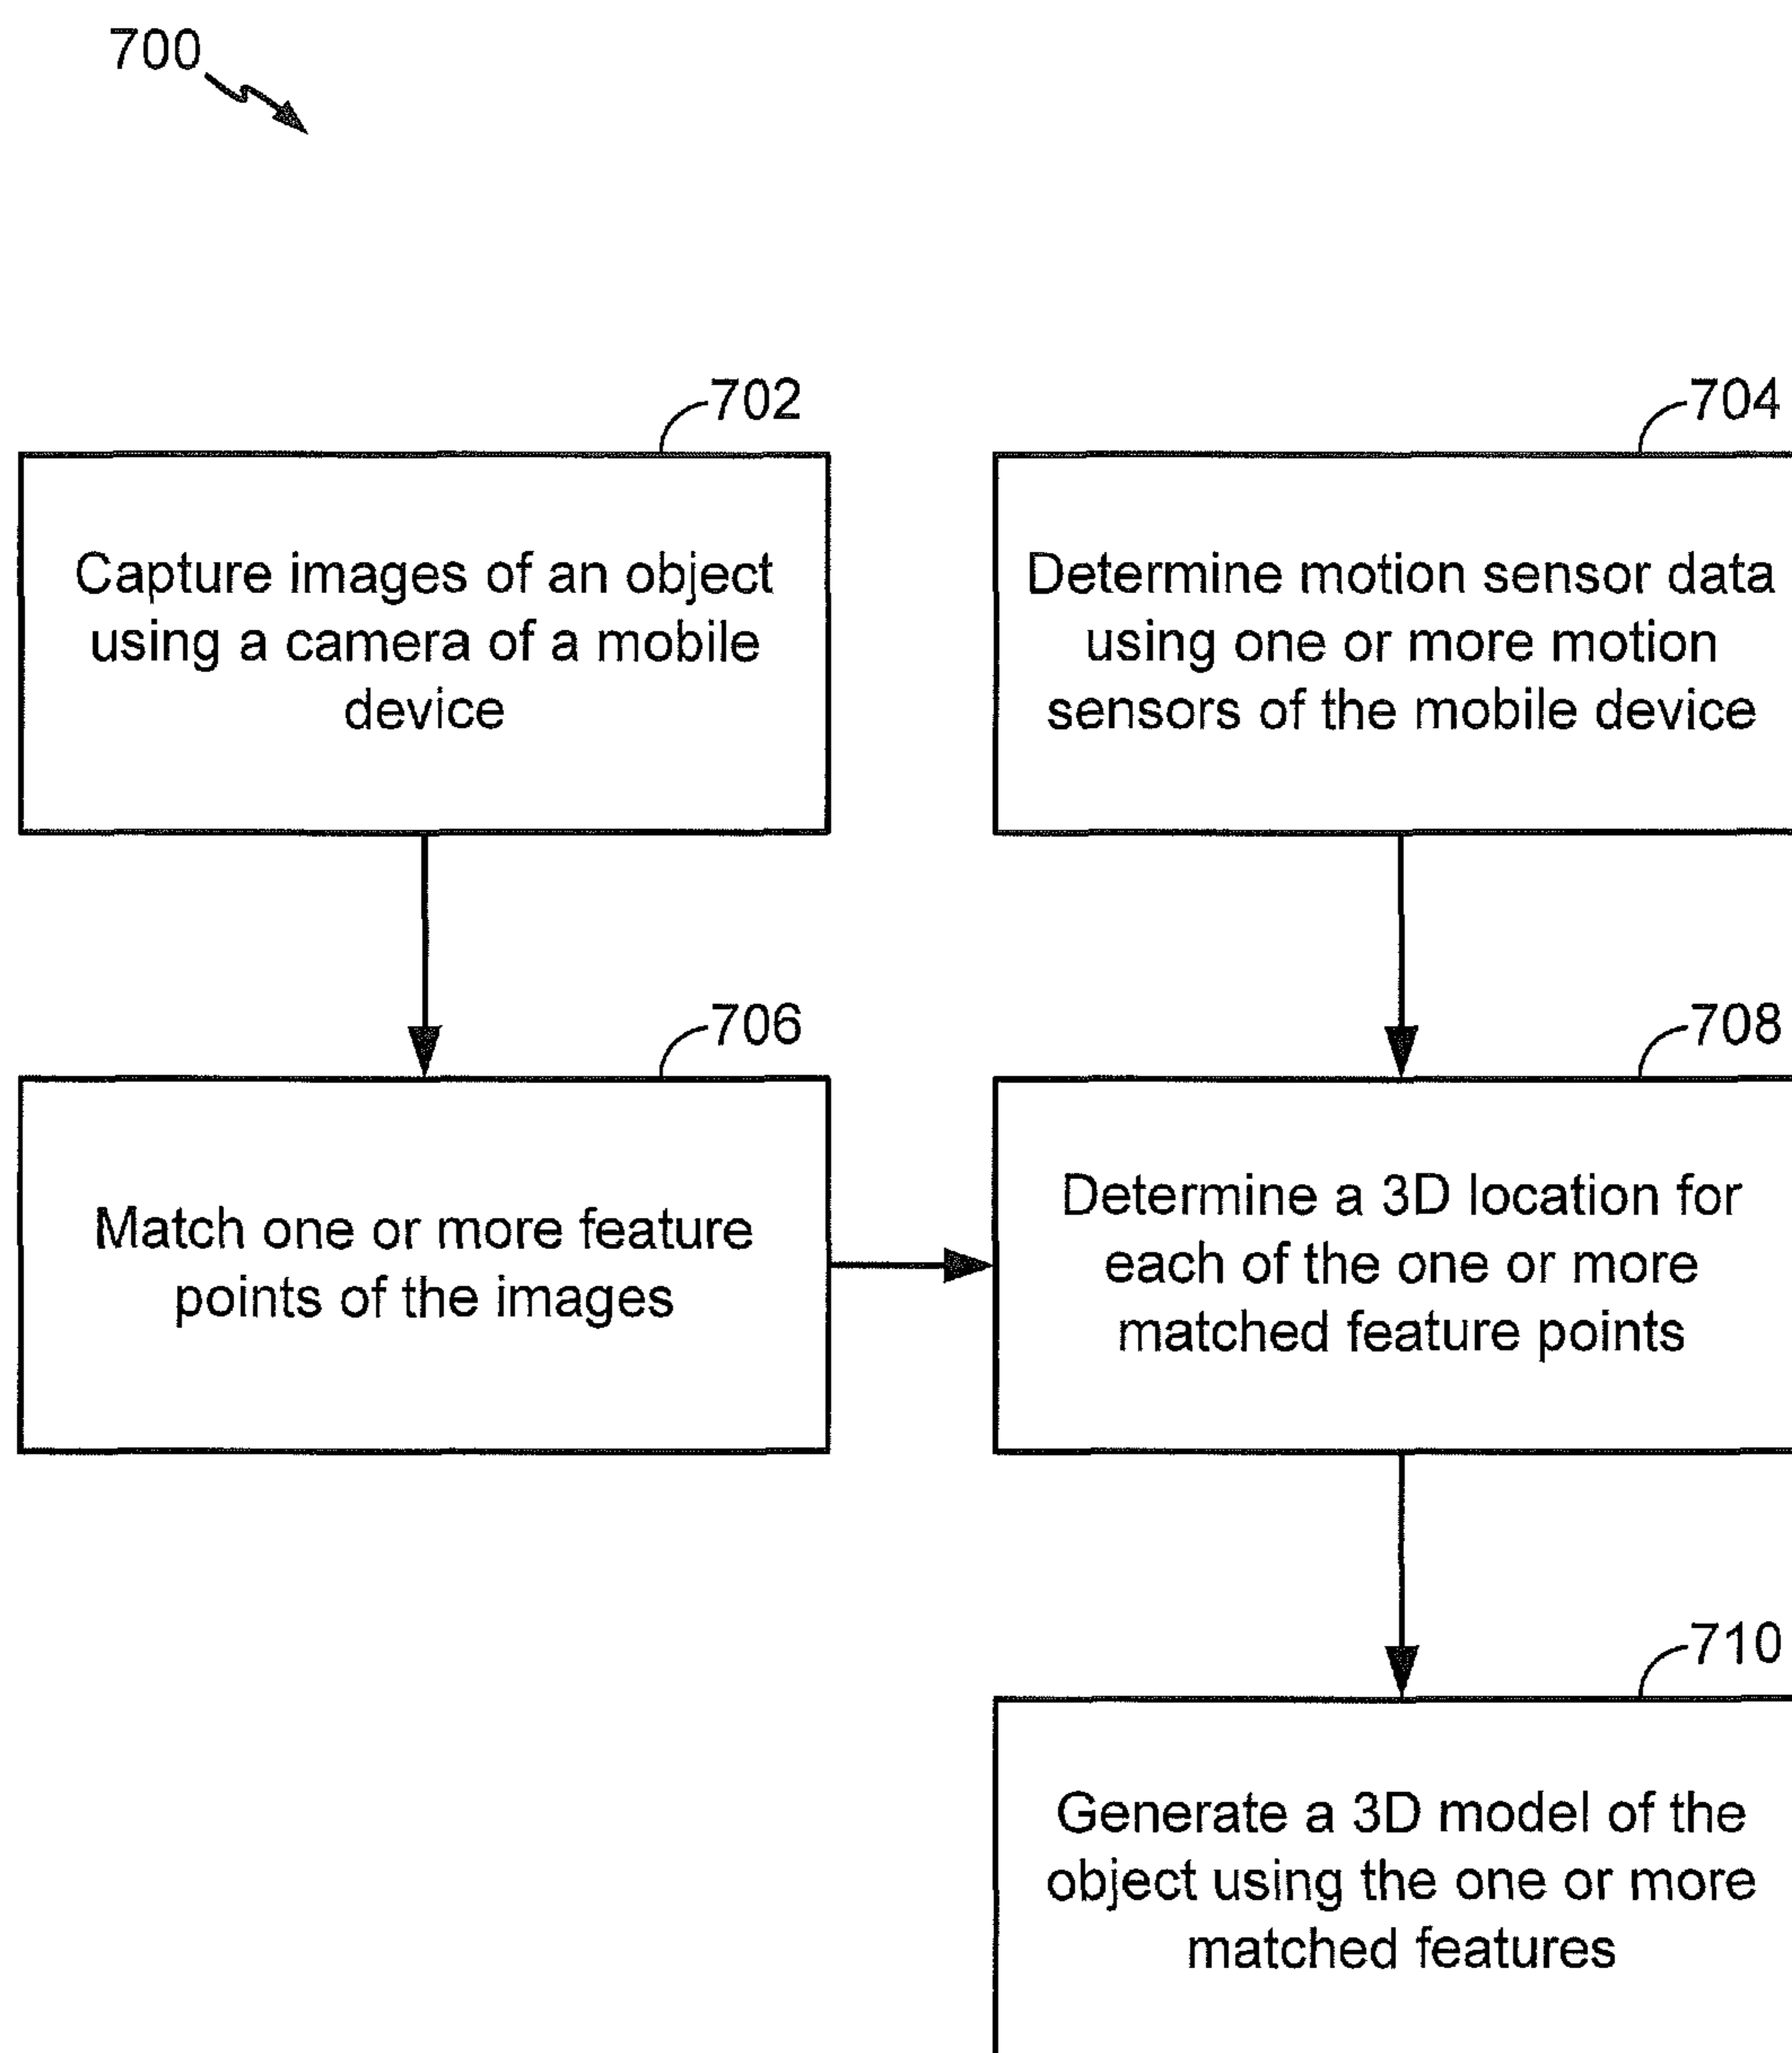 700
702
Capture images of an object
using a camera of a mobile
device
704
Determine motion sensor data
using one or more motion
sensors of the mobile device
706
Match one or more feature
points of the images
708
Determine a 3D location for
each of the one or more
matched feature points
710
Generate a 3D model of the
object using the one or more
matched features